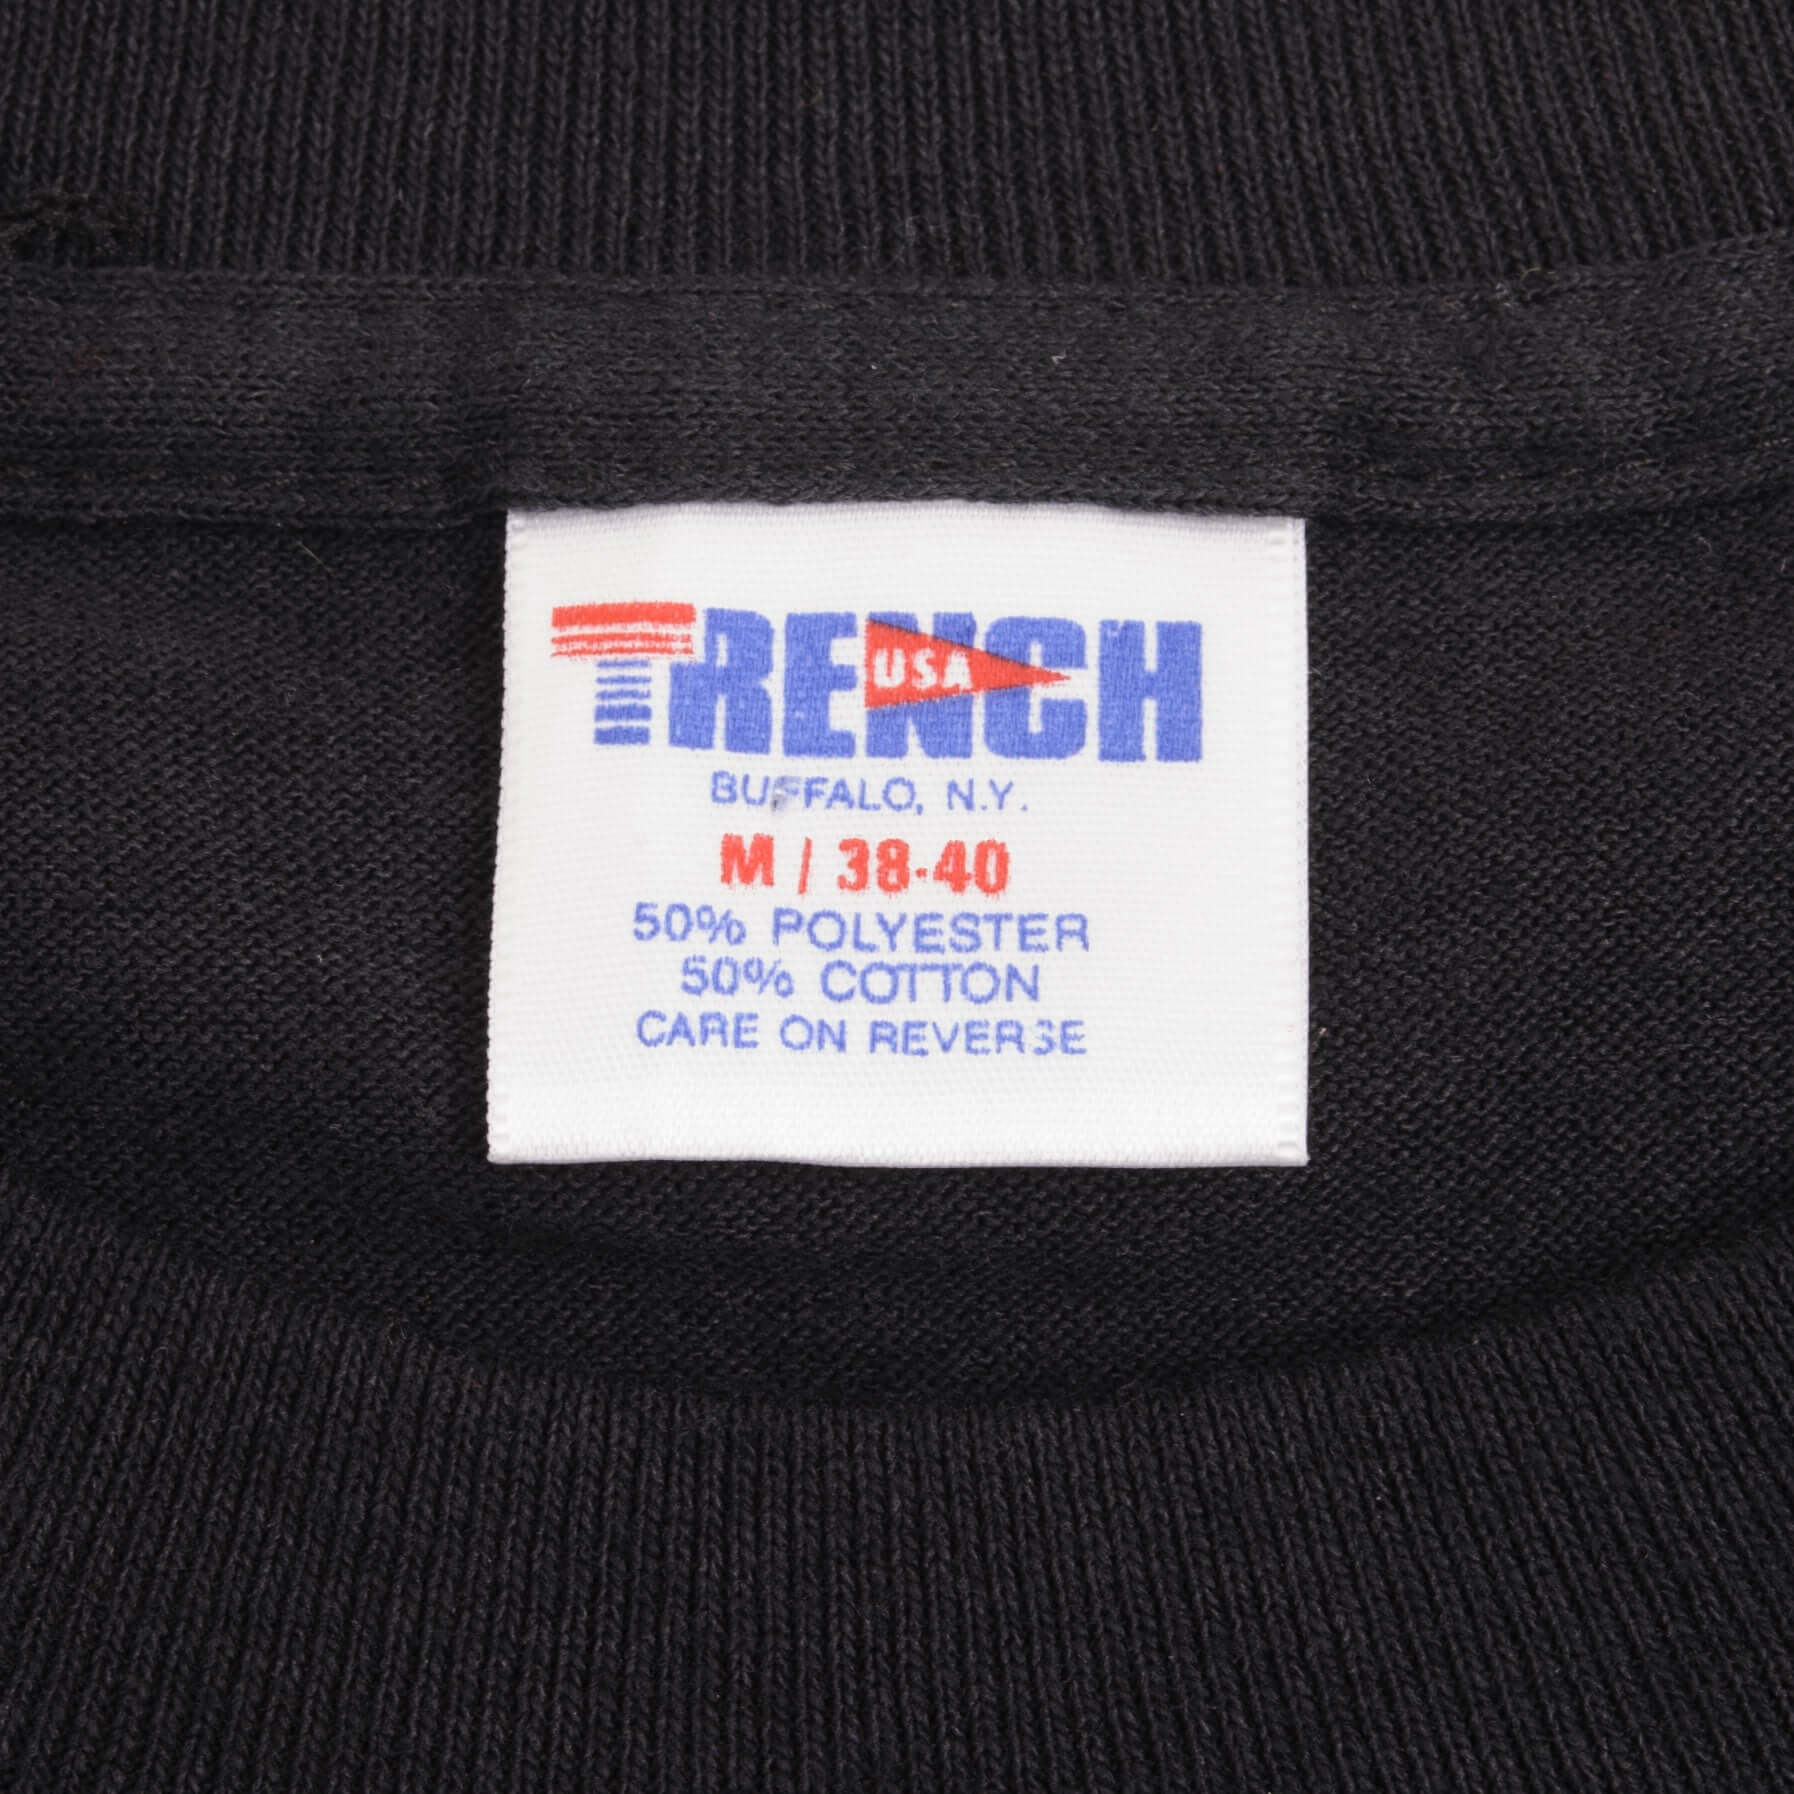 TRENCH
USA
BUFFALO, N.Y.
M / 38-40
50% POLYESTER
50% COTTON
CARE ON REVERSE